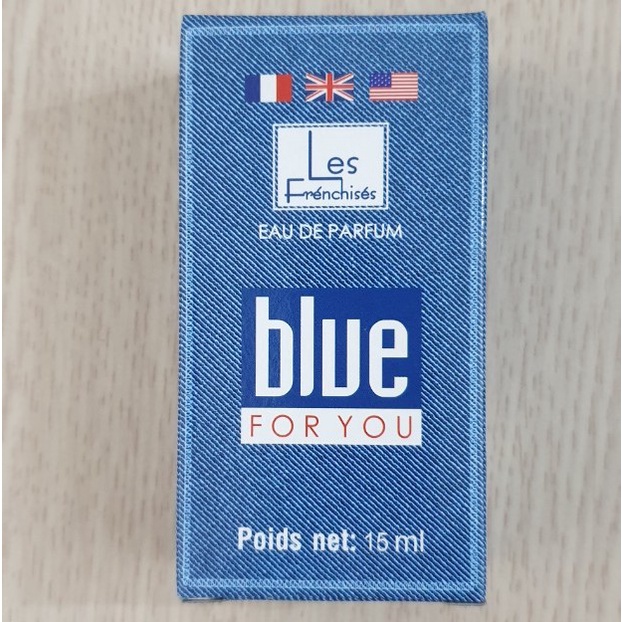 Les
Frénchisés
EAU DE PARFUM
blue
FOR YOU
Poids net: 15 ml